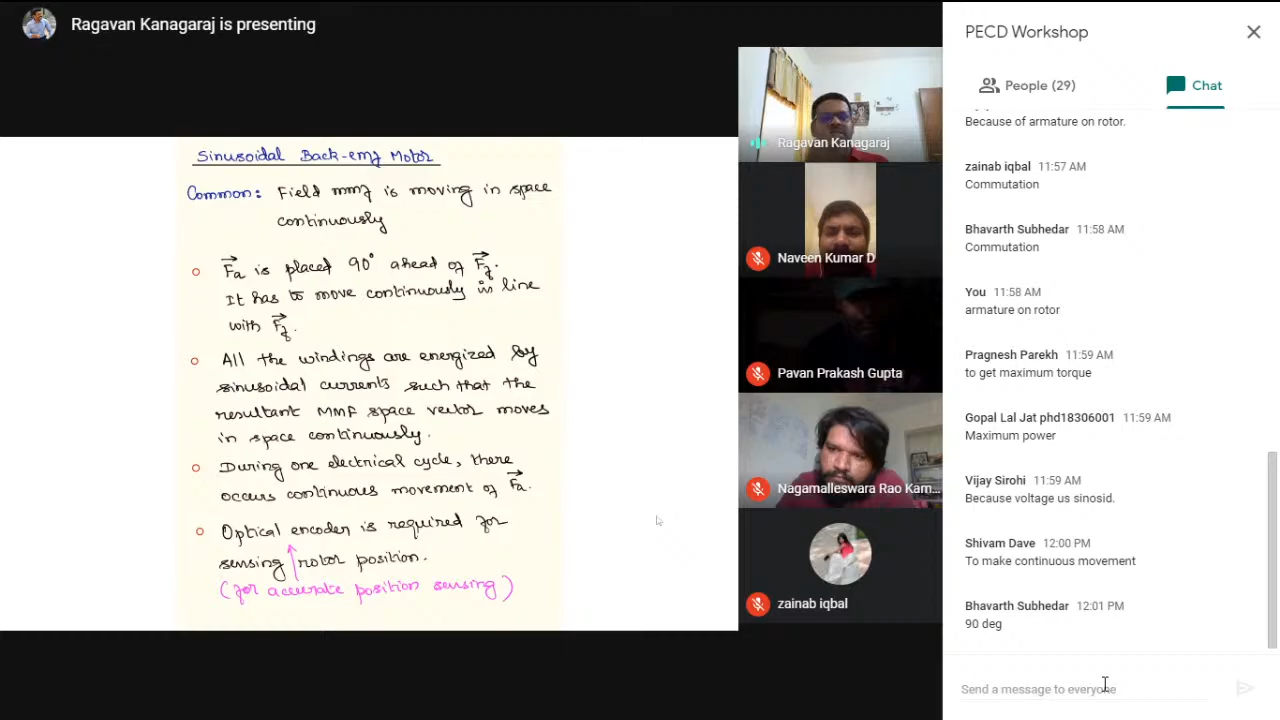 Ragavan Kanagaraj is presenting
Sinusoidal Back-emf Motor
Common: Field mmf is moving in space
continuously
Fa is placed 90° ahead of Ff.
It has to move continuously in line
with Ff.
All the windings are energized by
sinusoidal currents such that the
resultant MMF space vector moves
in space continuously.
During one electrical cycle, there
occurs continuous movement of Fa.
Optical encoder is required for
sensing rotor position.
(for accurate position sensing)
Ragavan Kanagaraj
Naveen Kumar D
Pavan Prakash Gupta
Nagamalleswara Rao Kam...
zainab iqbal
PECD Workshop
People (29)
Chat
Because of armature on rotor.
zainab iqbal 11:57 AM
Commutation
Bhavarth Subhedar 11:58 AM
Commutation
You 11:58 AM
armature on rotor
Pragnesh Parekh 11:59 AM
to get maximum torque
Gopal Lal Jat phd18306001 11:59 AM
Maximum power
Vijay Sirohi 11:59 AM
Because voltage us sinosid.
Shivam Dave 12:00 PM
To make continuous movement
Bhavarth Subhedar 12:01 PM
90 deg
Send a message to everyone